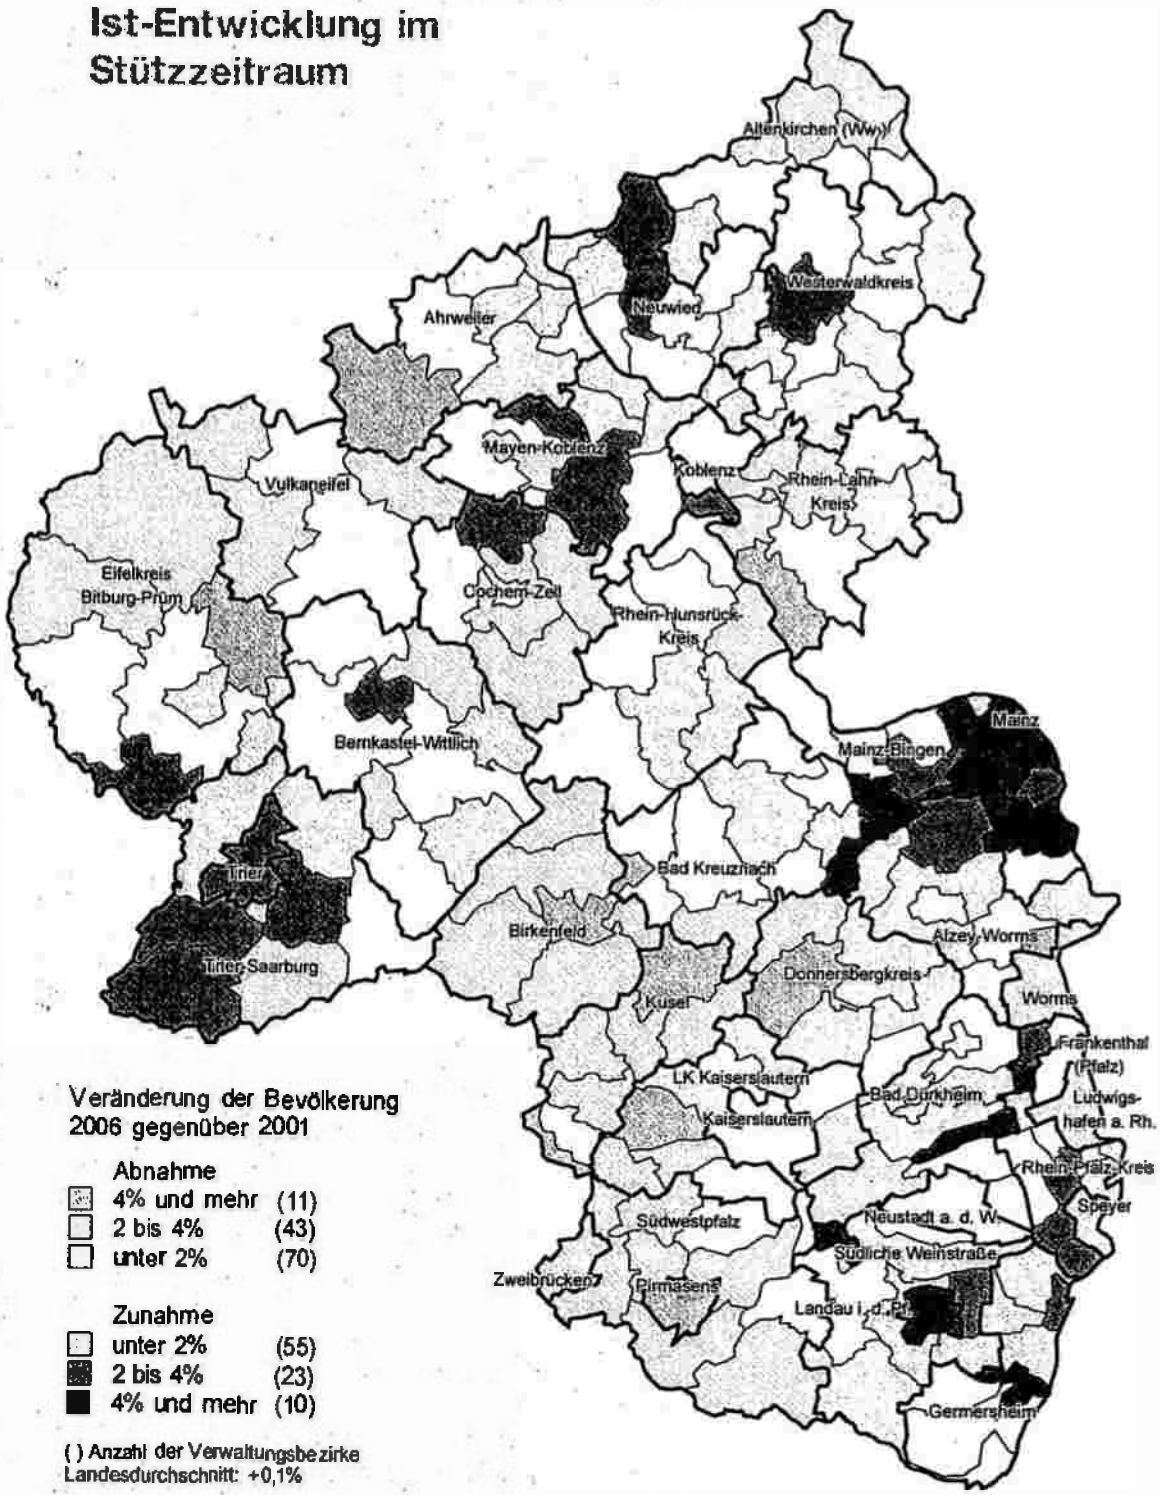 Ist-Entwicklung im
Stützzeitraum
Altenkirchen (Ww.)
Westerwaldkreis
Neuwied
Ahrweiler
Mayen-Koblenz
Koblenz
Rhein-Lahn-
Kreis
Vulkaneifel
Eifelkreis
Bitburg-Prüm
Cochem-Zell
Rhein-Hunsrück-
Kreis
Mainz
Mainz-Bingen
Bernkastel-Wittlich
Trier
Bad Kreuznach
Birkenfeld
Alzey-Worms
Trier-Saarburg
Donnersbergkreis
Kusel
Worms
Frankenthal
(Pfalz)
LK Kaiserslautern
Bad Dürkheim
Ludwigs-
hafen a. Rh.
Kaiserslautern
Rhein-Pfalz-Kreis
Speyer
Neustadt a. d. W.
Südwestpfalz
Südliche Weinstraße
Zweibrücken
Pirmasens
Landau i. d. Pf.
Germersheim
Veränderung der Bevölkerung
2006 gegenüber 2001
Abnahme
4% und mehr (11)
2 bis 4% (43)
unter 2% (70)
Zunahme
unter 2% (55)
2 bis 4% (23)
4% und mehr (10)
( ) Anzahl der Verwaltungsbezirke
Landesdurchschnitt: +0,1%